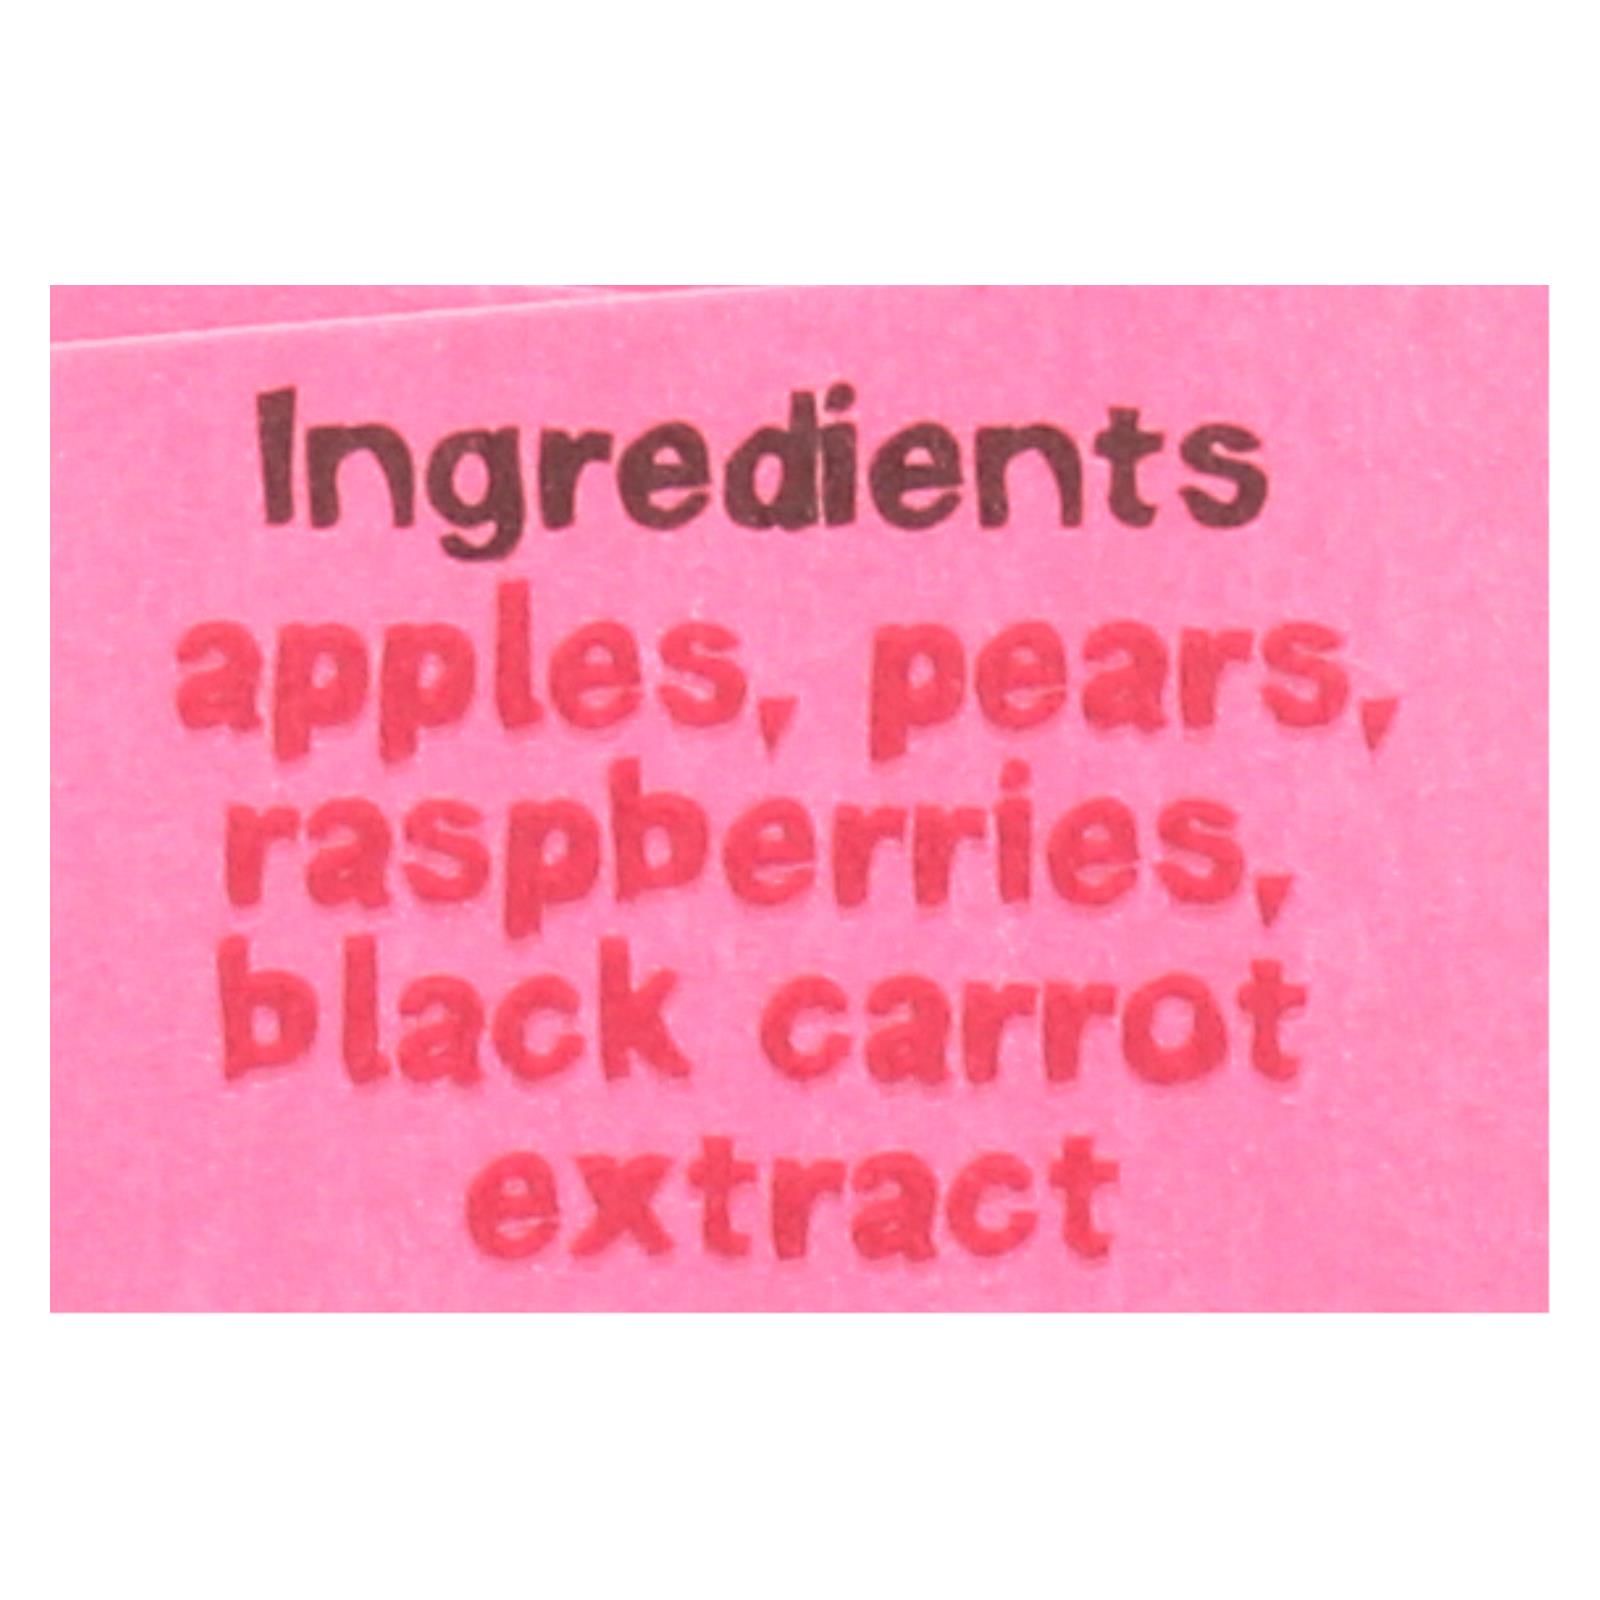 Ingredients
apples, pears,
raspberries,
black carrot
extract